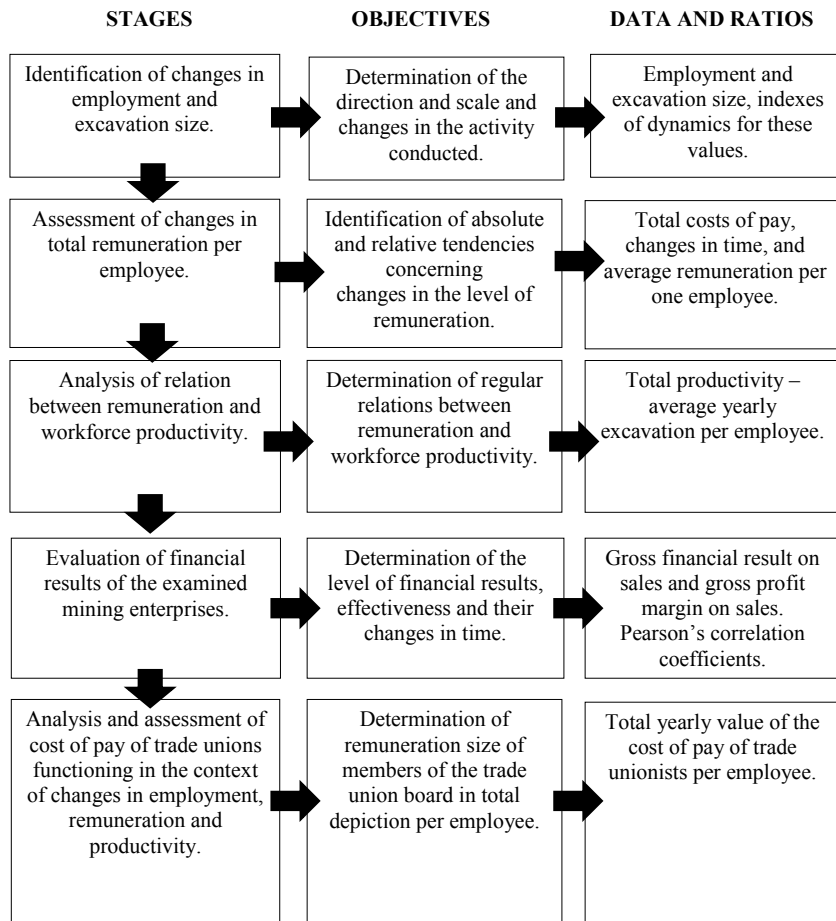 STAGES
OBJECTIVES
DATA AND RATIOS
Identification of changes in
employment and
excavation size.
Determination of the
direction and scale and
changes in the activity
conducted.
Employment and
excavation size, indexes
of dynamics for these
values.
Assessment of changes in
total remuneration per
employee.
Identification of absolute
and relative tendencies
concerning
changes in the level of
remuneration.
Total costs of pay,
changes in time, and
average remuneration per
one employee.
Analysis of relation
between remuneration and
workforce productivity.
Determination of regular
relations between
remuneration and
workforce productivity.
Total productivity –
average yearly
excavation per employee.
Evaluation of financial
results of the examined
mining enterprises.
Determination of the
level of financial results,
effectiveness and their
changes in time.
Gross financial result on
sales and gross profit
margin on sales.
Pearson’s correlation
coefficients.
Analysis and assessment of
cost of pay of trade unions
functioning in the context
of changes in employment,
remuneration and
productivity.
Determination of
remuneration size of
members of the trade
union board in total
depiction per employee.
Total yearly value of the
cost of pay of trade
unionists per employee.